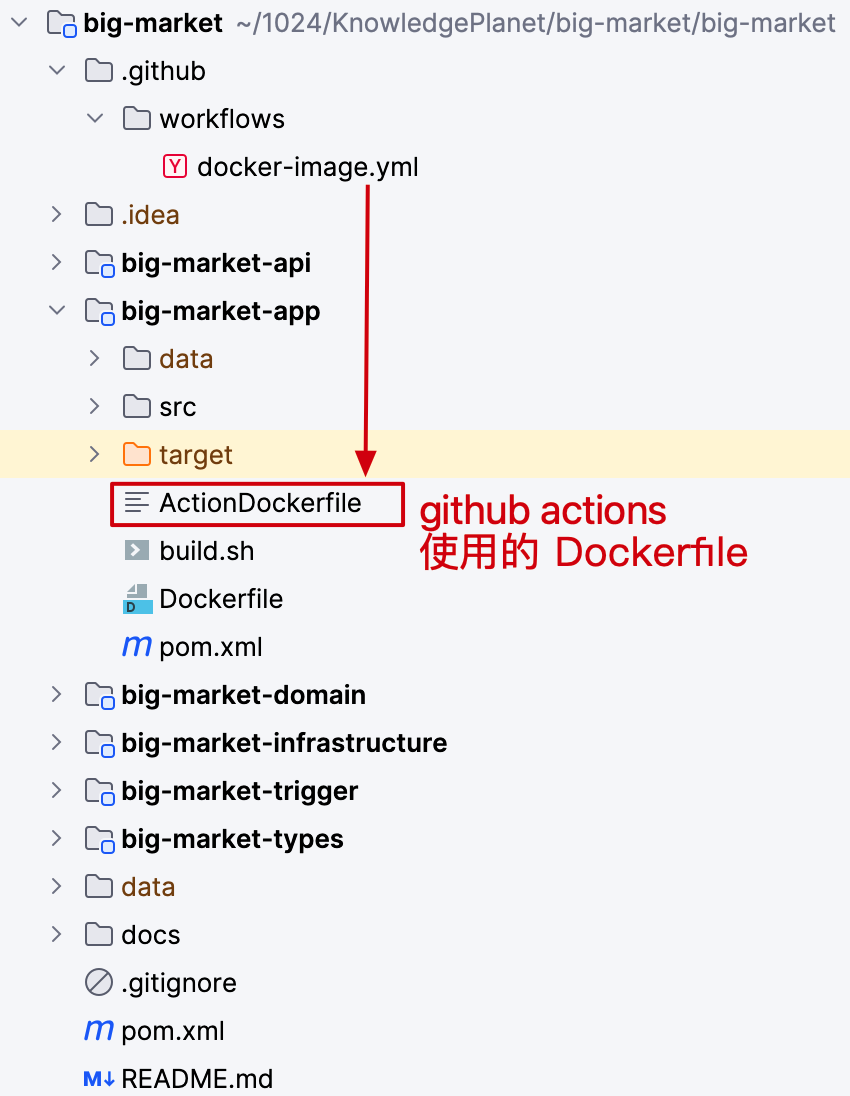 big-market ~/1024/KnowledgePlanet/big-market/big-market
.github
workflows
docker-image.yml
.idea
big-market-api
big-market-app
data
src
target
ActionDockerfile
github actions
使用的 Dockerfile
build.sh
Dockerfile
pom.xml
big-market-domain
big-market-infrastructure
big-market-trigger
big-market-types
data
docs
.gitignore
pom.xml
README.md